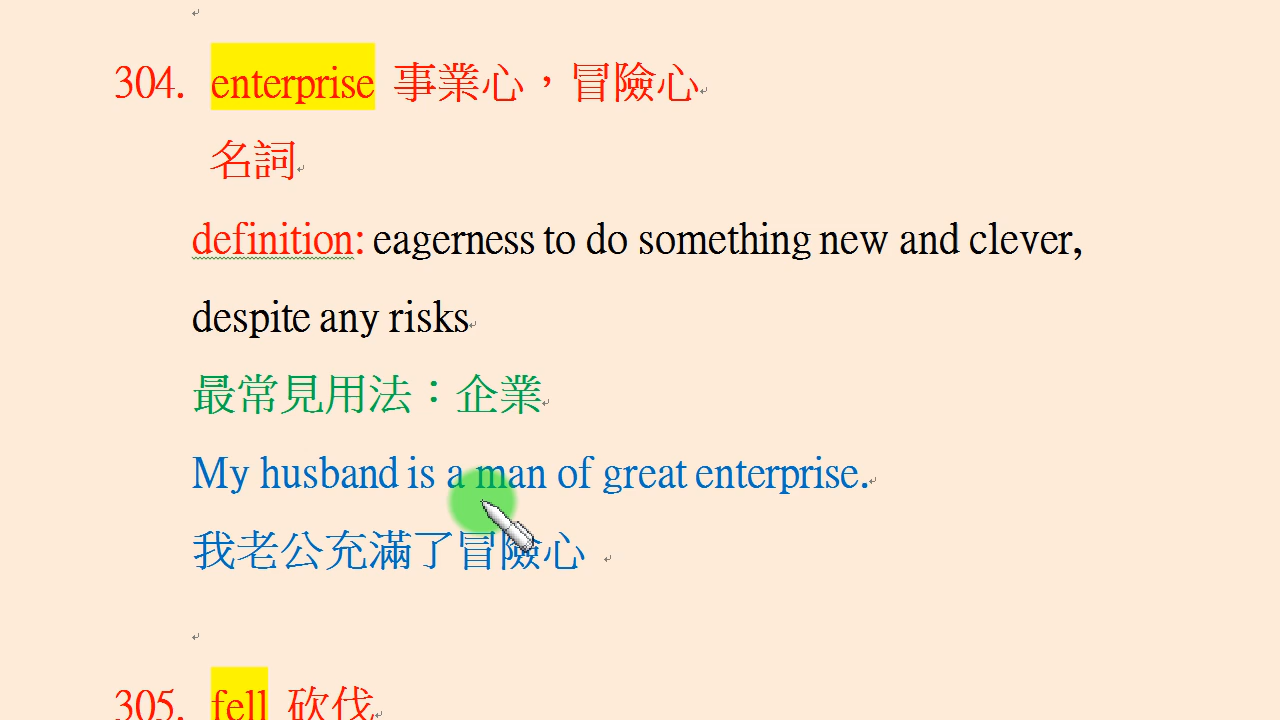 304. enterprise 事業心，冒險心
名詞
definition: eagerness to do something new and clever,
despite any risks
最常見用法：企業
My husband is a man of great enterprise.
我老公充滿了冒險心
305. fell 砍伐